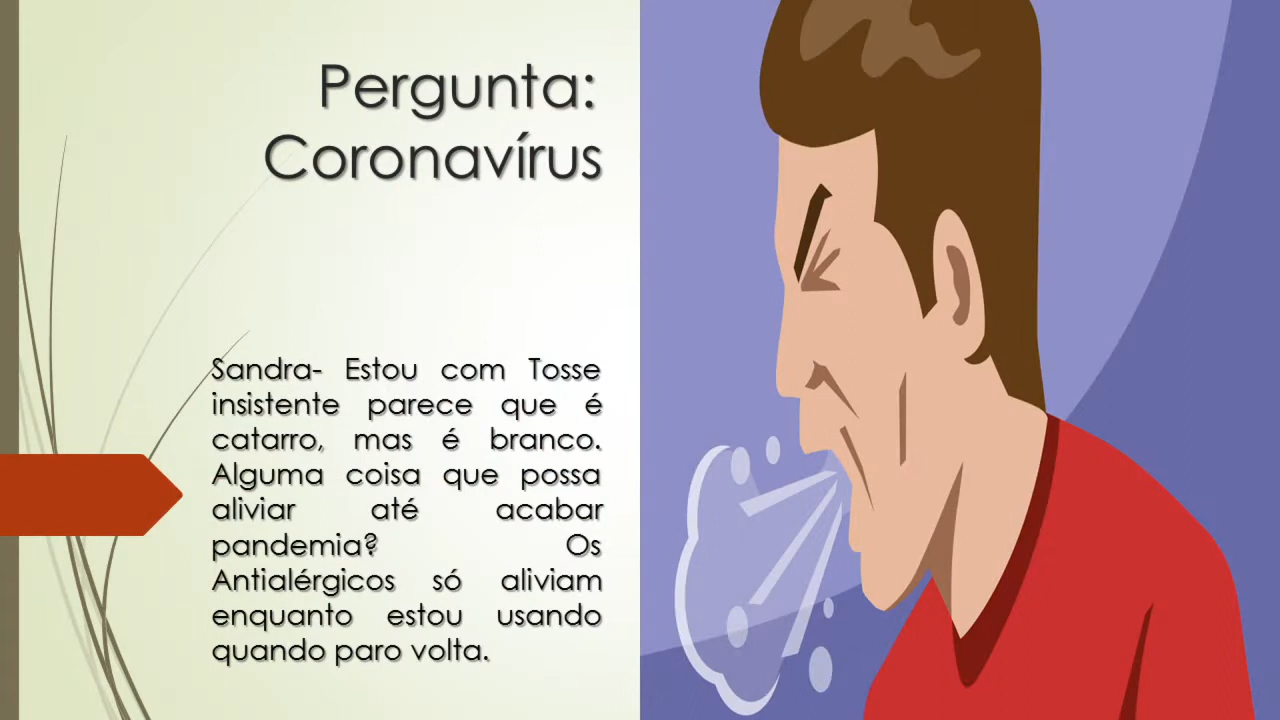 Pergunta:
Coronavírus
Sandra- Estou com Tosse
insistente parece que é
catarro, mas é branco.
Alguma coisa que possa
aliviar até acabar
pandemia? Os
Antialérgicos só aliviam
enquanto estou usando
quando paro volta.